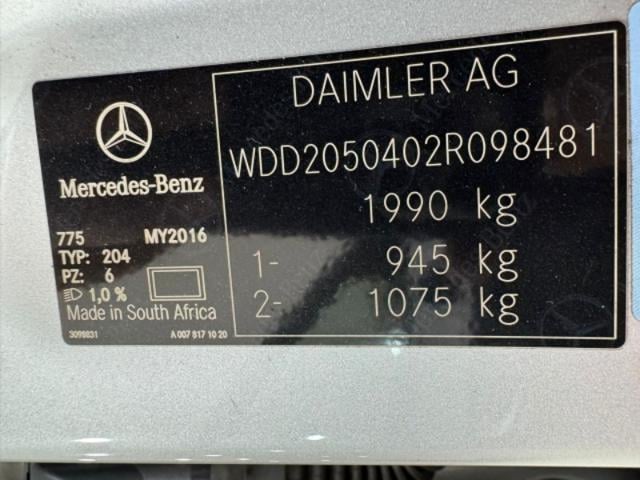 DAIMLER AG
WDD2050402R098481
1990 kg
1- 945 kg
2- 1075 kg
Mercedes-Benz
775 MY2016
TYP: 204
PZ: 6
1,0 %
Made in South Africa
3098831 A 007 817 10 20